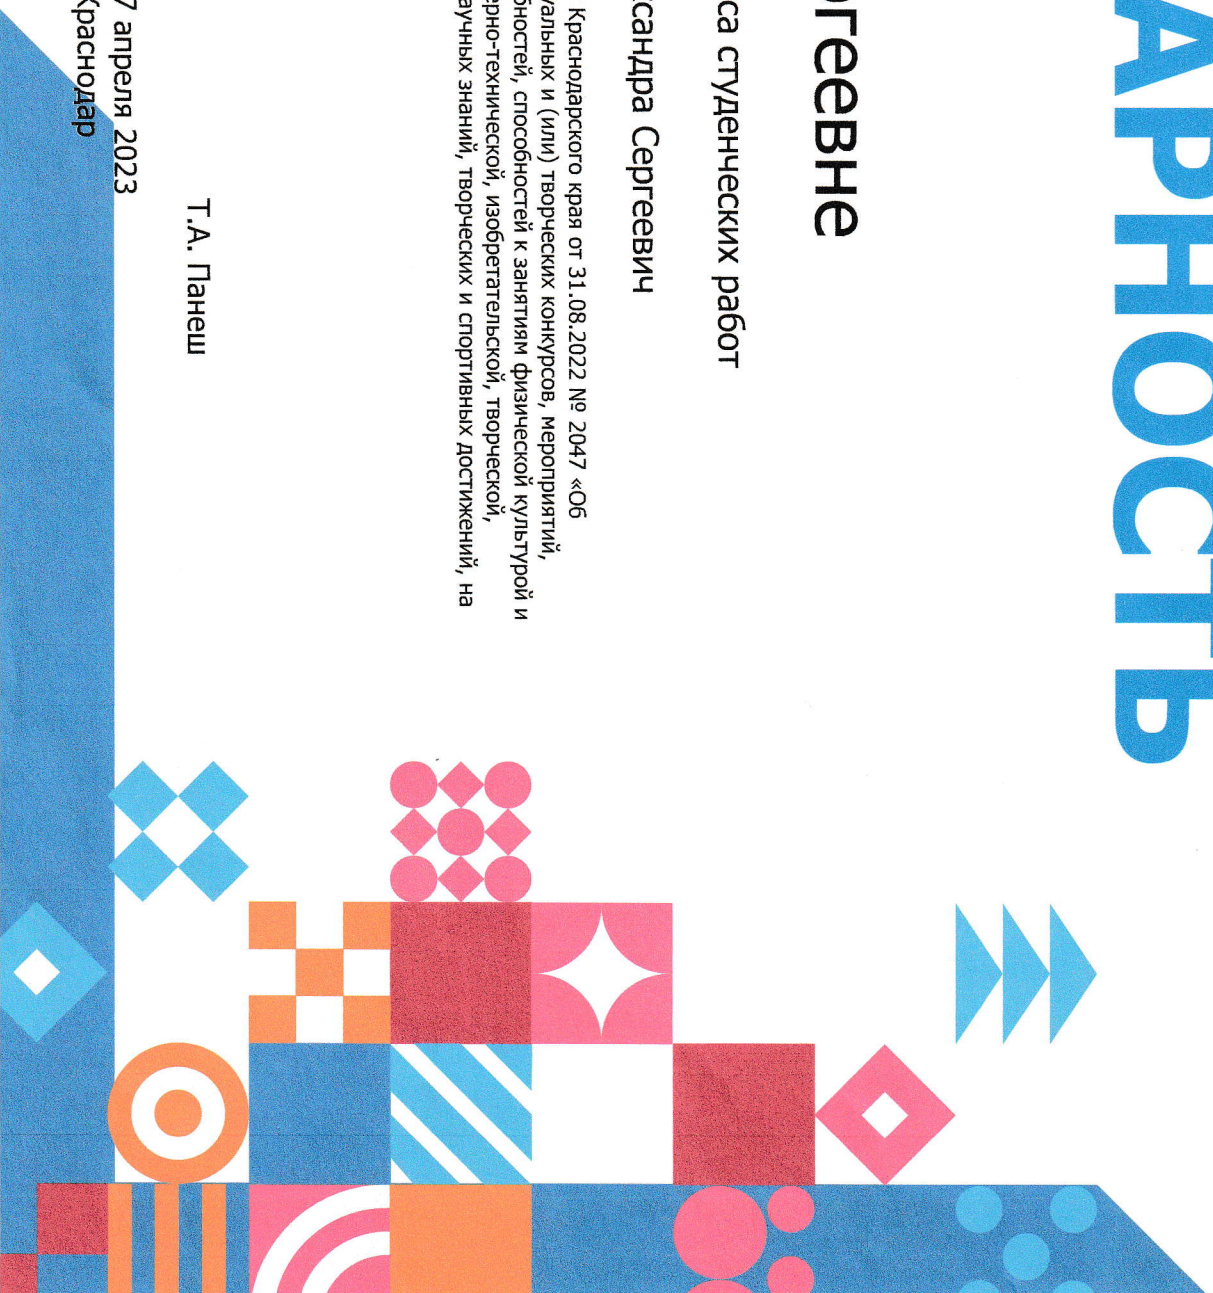 АРНОСТЬ
ргеевне
са студенческих работ
сандра Сергеевич
Краснодарского края от 31.08.2022 № 2047 «Об
уальных и (или) творческих конкурсов, мероприятий,
бностей, способностей к занятиям физической культурой и
ерно-технической, изобретательской, творческой,
аучных знаний, творческих и спортивных достижений, на
Т.А. Панеш
7 апреля 2023
Краснодар